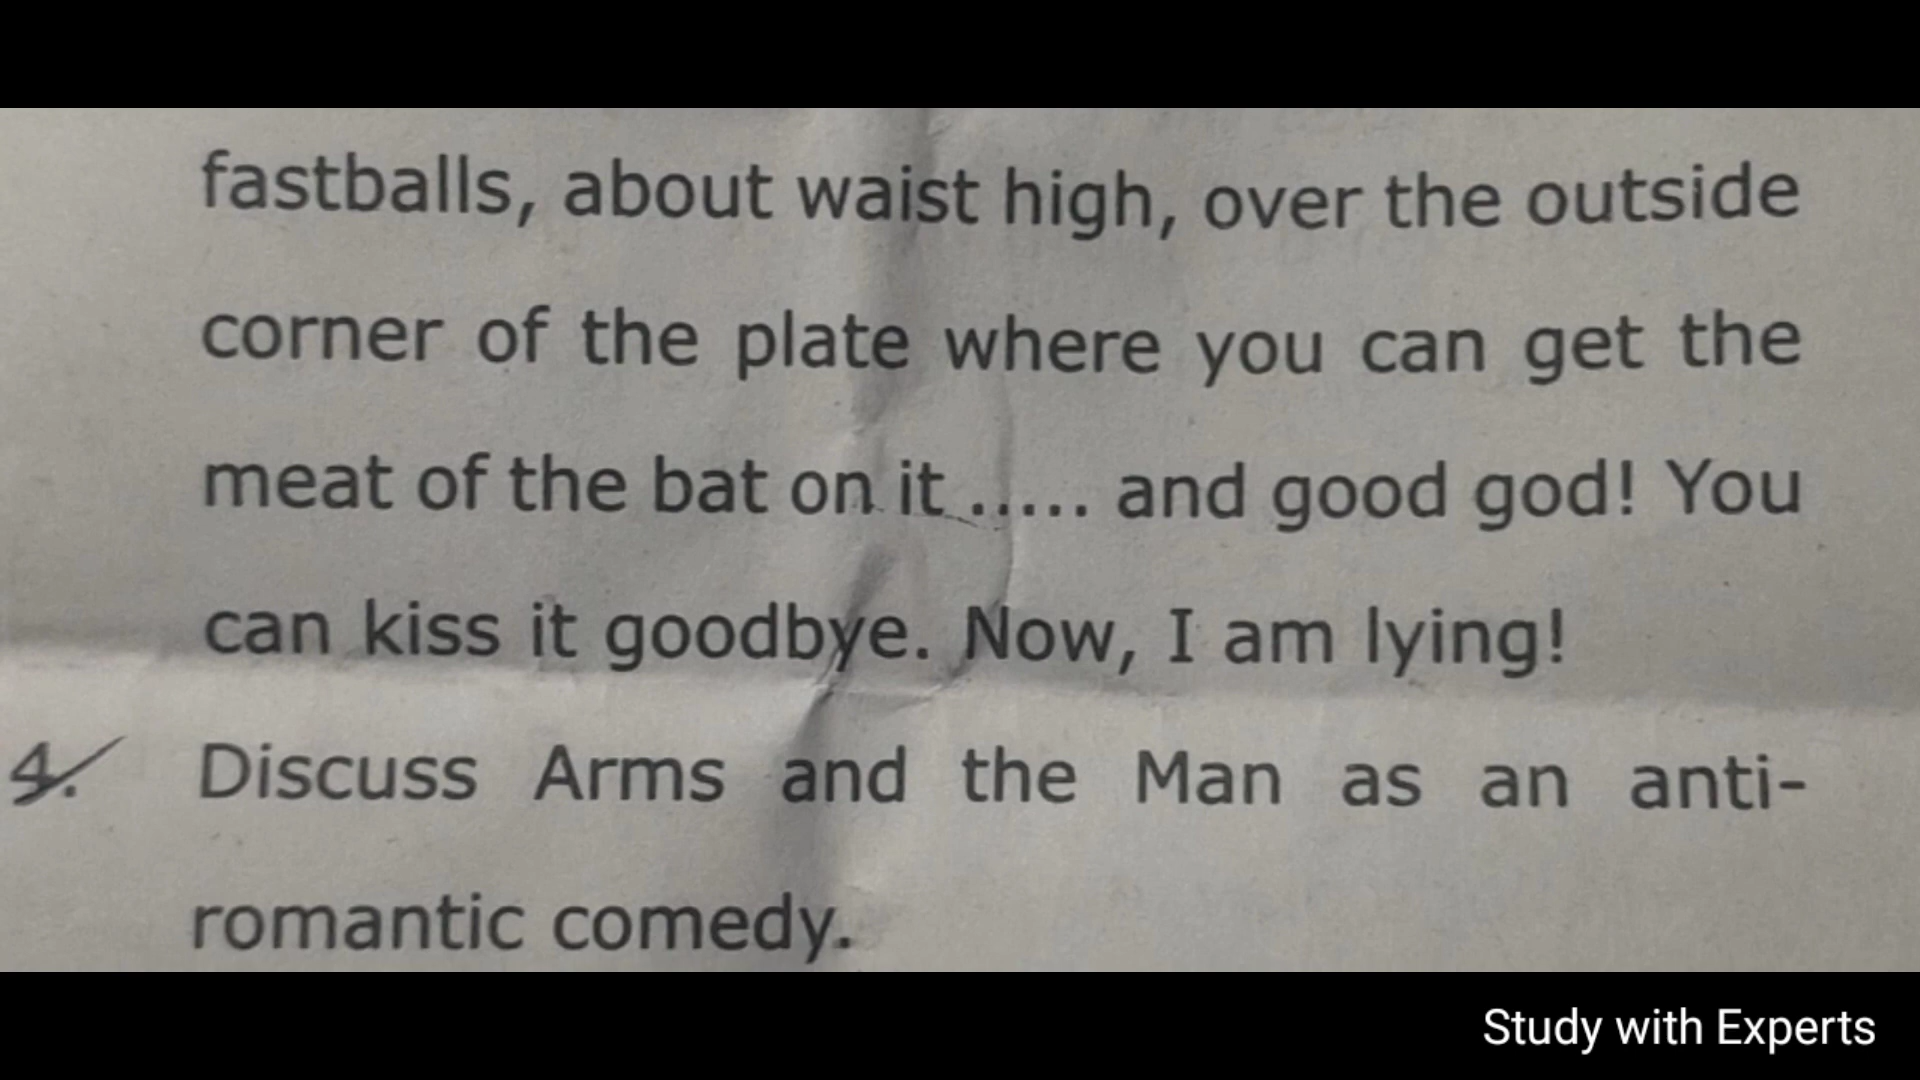 fastballs, about waist high, over the outside
corner of the plate where you can get the
meat of the bat on it ..... and good god! You
can kiss it goodbye. Now, I am lying!
4. Discuss Arms and the Man as an anti-
romantic comedy.
Study with Experts